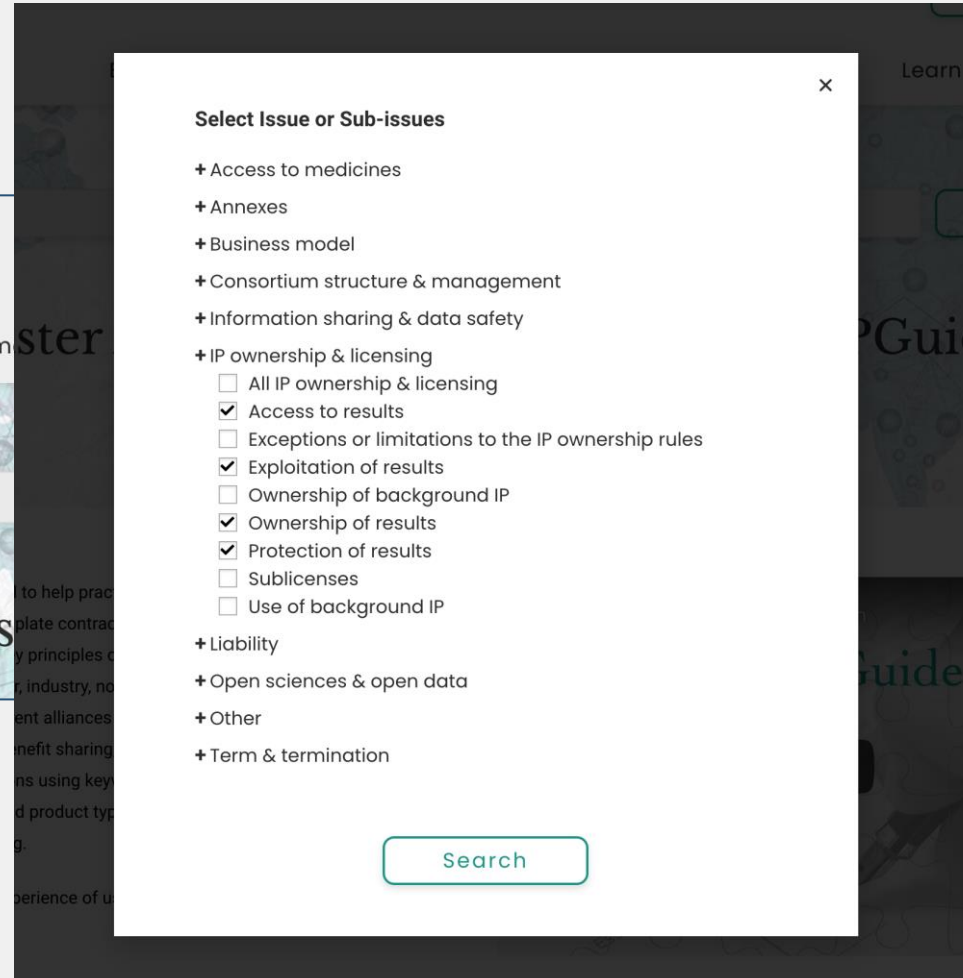 Learn
×
Select Issue or Sub-issues
+ Access to medicines
+ Annexes
+ Business model
+ Consortium structure & management
+ Information sharing & data safety
+ IP ownership & licensing
All IP ownership & licensing
Access to results
Exceptions or limitations to the IP ownership rules
Exploitation of results
Ownership of background IP
Ownership of results
Protection of results
Sublicenses
Use of background IP
+ Liability
+ Open sciences & open data
+ Other
+ Term & termination
Search
ster
PGui
to help prac
plate contrac
y principles o
r, industry, no
ent alliances
enefit sharing
ns using key
d product typ
g.
perience of u
Guide